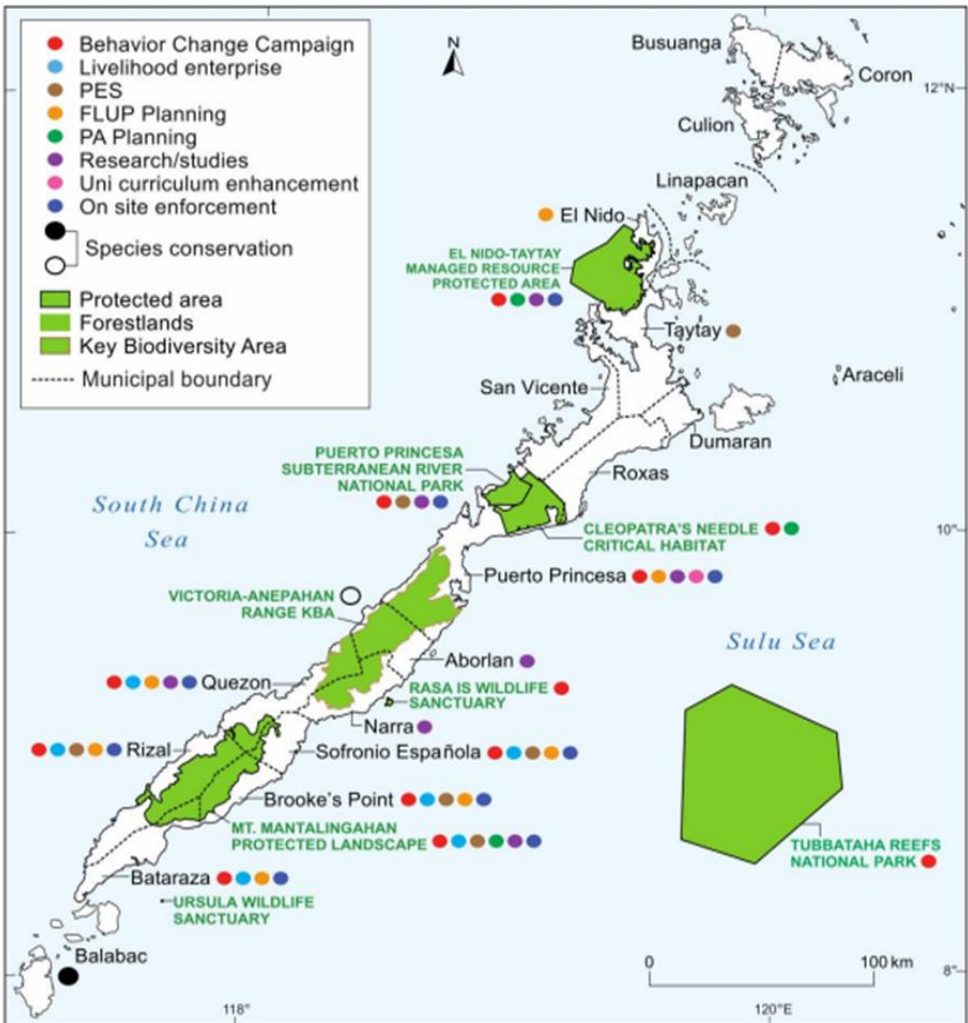 Behavior Change Campaign
Livelihood enterprise
PES
FLUP Planning
PA Planning
Research/studies
Uni curriculum enhancement
On site enforcement
Species conservation
Protected area
Forestlands
Key Biodiversity Area
Municipal boundary
N
Busuanga
Coron
12°N
Culion
Linapacan
El Nido
EL NIDO-TAYTAY
MANAGED RESOURCE
PROTECTED AREA
Taytay
Araceli
San Vicente
Dumaran
PUERTO PRINCESA
SUBTERRANEAN RIVER
NATIONAL PARK
Roxas
South China
Sea
CLEOPATRA'S NEEDLE
CRITICAL HABITAT
10°
Puerto Princesa
VICTORIA-ANEPAHAN
RANGE KBA
Sulu Sea
Aborlan
Quezon
RASA IS WILDLIFE
SANCTUARY
Narra
Rizal
Sofronio Española
Brooke's Point
MT. MANTALINGAHAN
PROTECTED LANDSCAPE
TUBBATAHA REEFS
NATIONAL PARK
Bataraza
URSULA WILDLIFE
SANCTUARY
Balabac
0
100 km
8°
118°
120°E